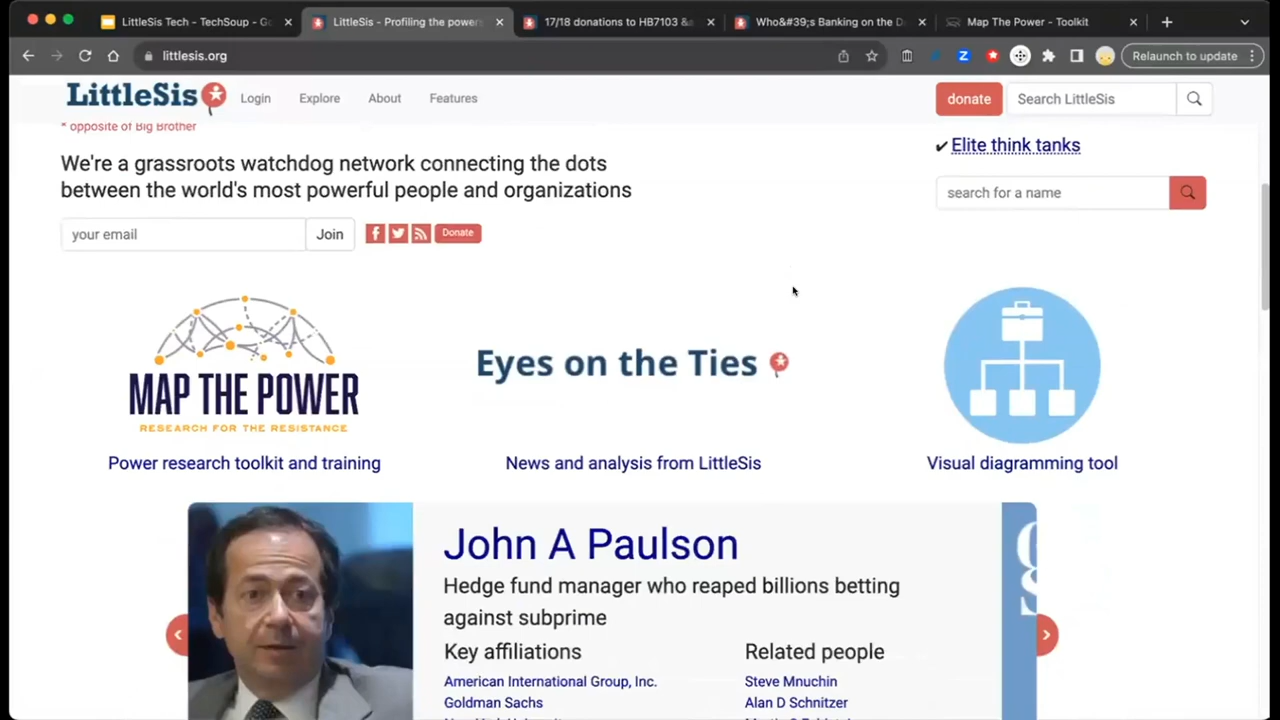 LittleSis Tech - TechSoup - Go
LittleSis - Profiling the powers
17/18 donations to HB7103 &a
Who&#39;s Banking on the D
Map The Power - Toolkit
littlesis.org
Relaunch to update
LittleSis
Login
Explore
About
Features
donate
Search LittleSis
* opposite of Big Brother
We're a grassroots watchdog network connecting the dots
between the world's most powerful people and organizations
✔ Elite think tanks
search for a name
your email
Join
Donate
MAP THE POWER
RESEARCH FOR THE RESISTANCE
Power research toolkit and training
Eyes on the Ties
News and analysis from LittleSis
Visual diagramming tool
John A Paulson
Hedge fund manager who reaped billions betting
against subprime
Key affiliations
American International Group, Inc.
Goldman Sachs
Related people
Steve Mnuchin
Alan D Schnitzer